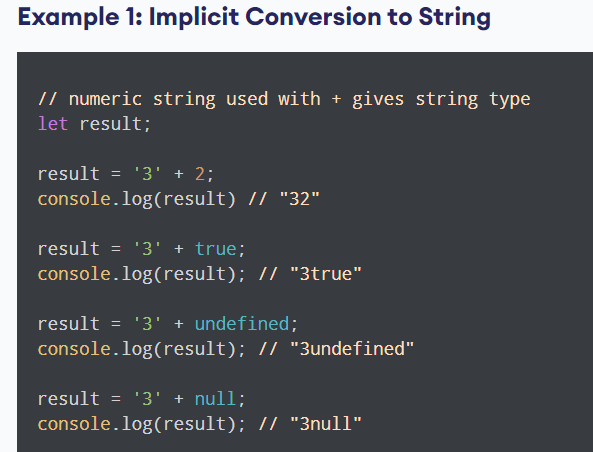 Example 1: Implicit Conversion to String
// numeric string used with + gives string type
let result;
result = '3' + 2;
console.log(result) // "32"
result = '3' + true;
console.log(result); // "3true"
result = '3' + undefined;
console.log(result); // "3undefined"
result = '3' + null;
console.log(result); // "3null"